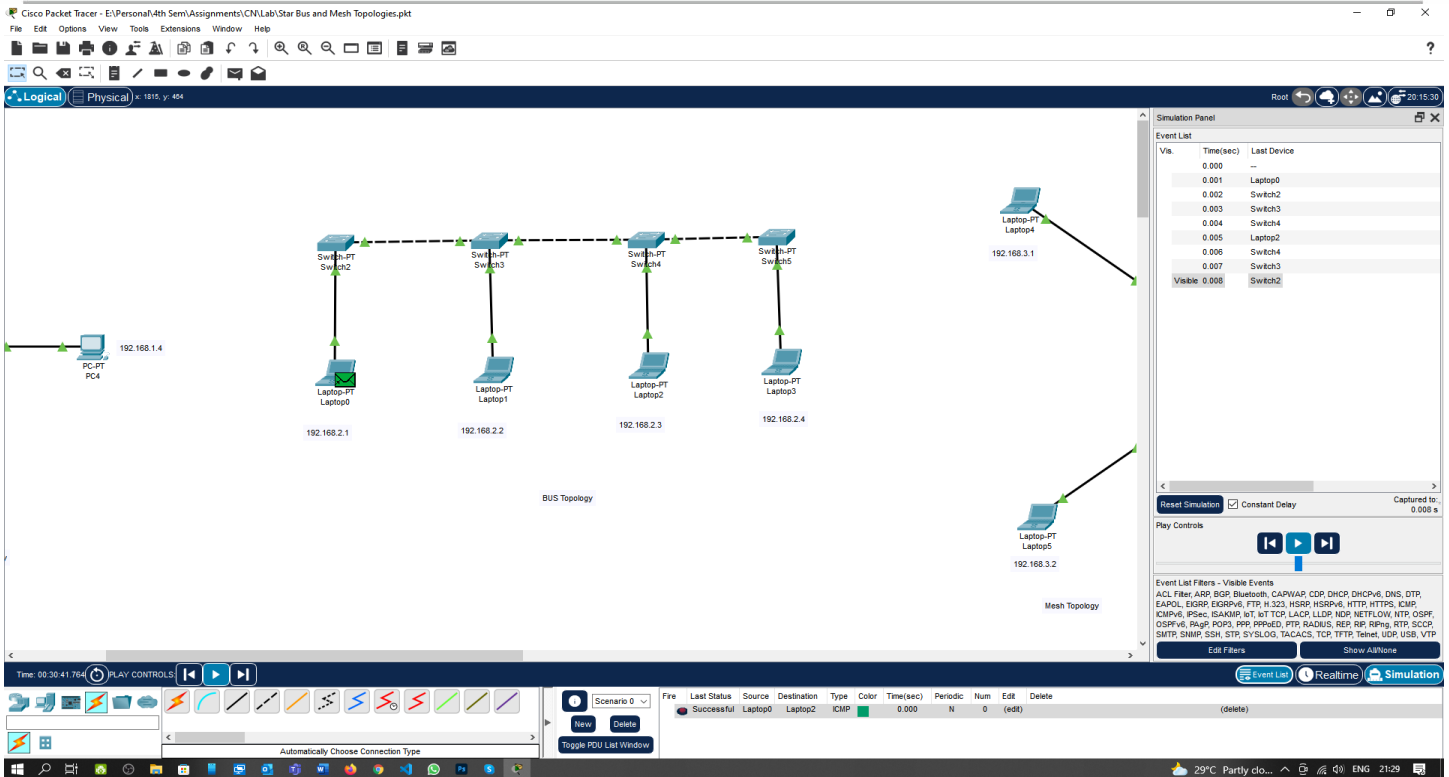 Cisco Packet Tracer - E:\Personal\4th Sem\Assignments\CN\Lab\Star Bus and Mesh Topologies.pkt
File Edit Options View Tools Extensions Window Help
?
Logical Physical x: 1815, y: 464 Root 20:15:30
Simulation Panel
Event List
Vis. Time(sec) Last Device
0.000 --
0.001 Laptop0
0.002 Switch2
0.003 Switch3
0.004 Switch4
0.005 Laptop2
0.006 Switch4
0.007 Switch3
Visible 0.008 Switch2
Laptop-PT
Laptop4
192.168.3.1
Switch-PT
Switch2
Switch-PT
Switch3
Switch-PT
Switch4
Switch-PT
Switch5
PC-PT
PC4
192.168.1.4
Laptop-PT
Laptop0
192.168.2.1
Laptop-PT
Laptop1
192.168.2.2
Laptop-PT
Laptop2
192.168.2.3
Laptop-PT
Laptop3
192.168.2.4
BUS Topology
Laptop-PT
Laptop5
192.168.3.2
Mesh Topology
Reset Simulation Constant Delay Captured to:
0.008 s
Play Controls
Event List Filters - Visible Events
ACL Filter, ARP, BGP, Bluetooth, CAPWAP, CDP, DHCP, DHCPv6, DNS, DTP,
EAPOL, EIGRP, EIGRPv6, FTP, H.323, HSRP, HSRPv6, HTTP, HTTPS, ICMP,
ICMPv6, IPSec, ISAKMP, IoT, IoT TCP, LACP, LLDP, NDP, NETFLOW, NTP, OSPF,
OSPFv6, PAgP, POP3, PPP, PPPoED, PTP, RADIUS, REP, RIP, RIPng, RTP, SCCP,
SMTP, SNMP, SSH, STP, SYSLOG, TACACS, TCP, TFTP, Telnet, UDP, USB, VTP
Edit Filters Show All/None
Time: 00:30:41.764 PLAY CONTROLS: Event List Realtime Simulation
Scenario 0
New Delete
Toggle PDU List Window
Fire Last Status Source Destination Type Color Time(sec) Periodic Num Edit Delete
Successful Laptop0 Laptop2 ICMP 0.000 N 0 (edit) (delete)
Automatically Choose Connection Type
29°C Partly clo... ENG 21:29